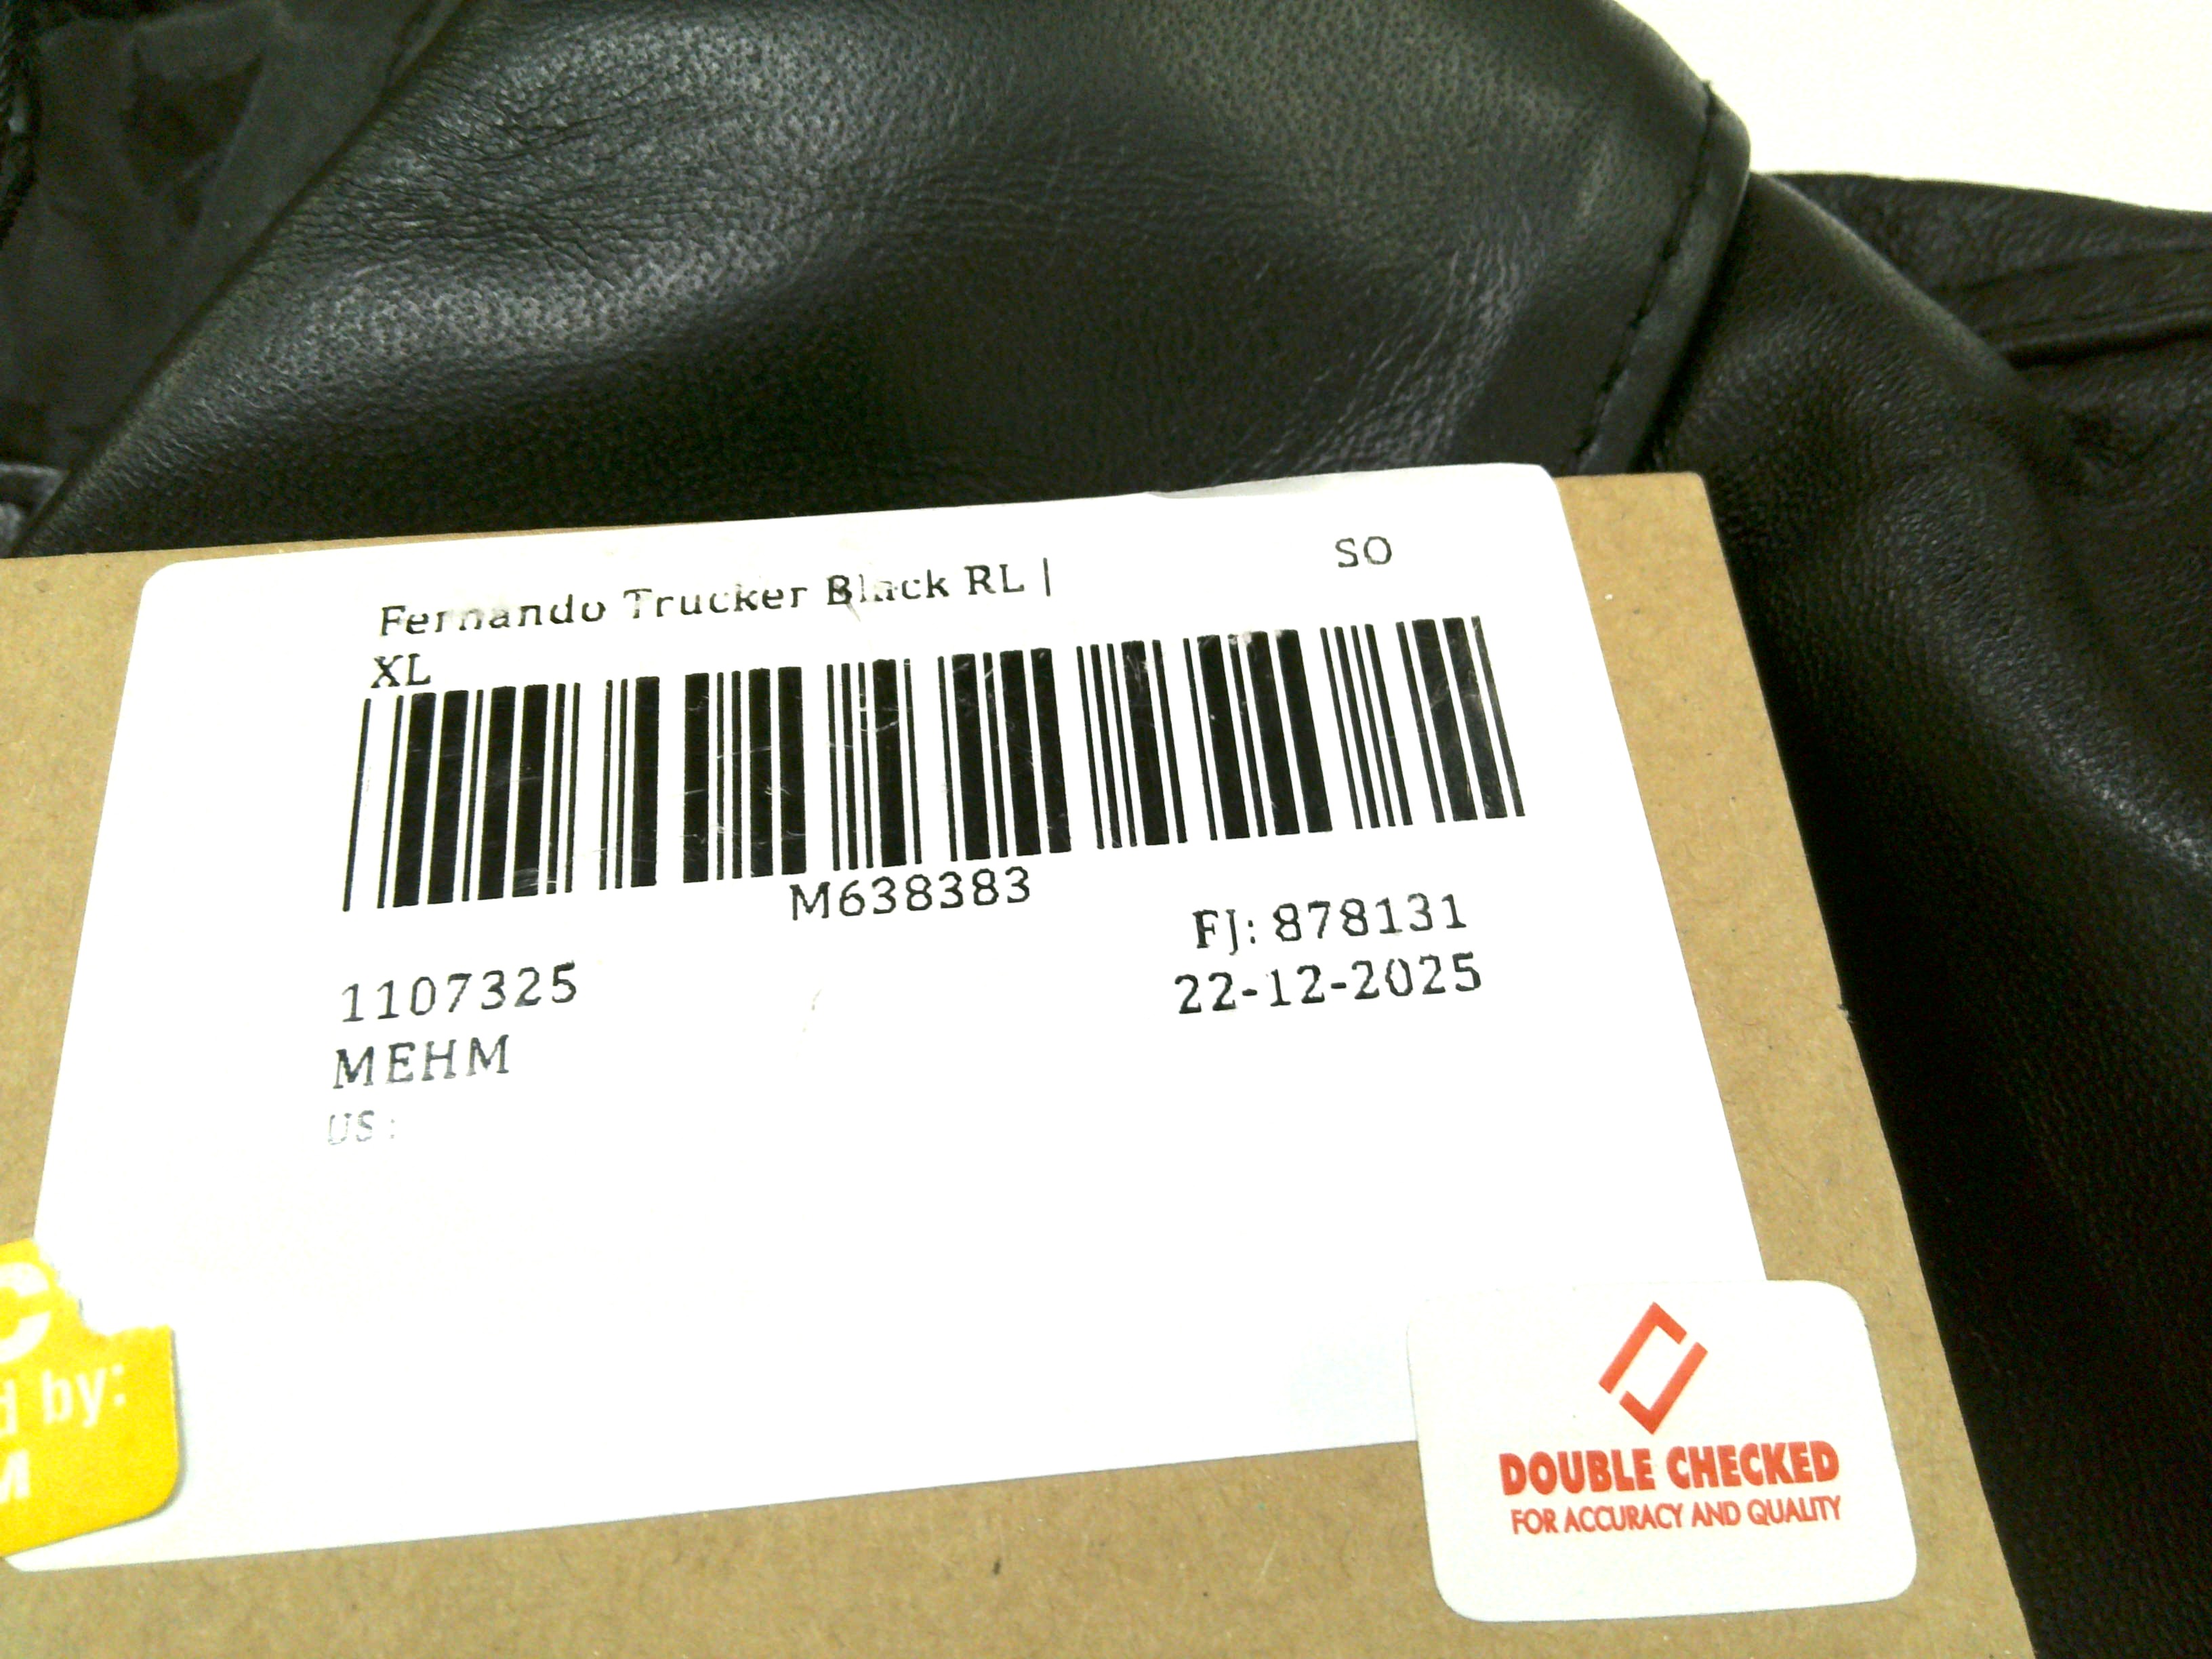 Fernando Trucker Black RL |
SO
XL
M638383
FJ: 878131
1107325
22-12-2025
MEHM
US:
C
d by:
M
DOUBLE CHECKED
FOR ACCURACY AND QUALITY